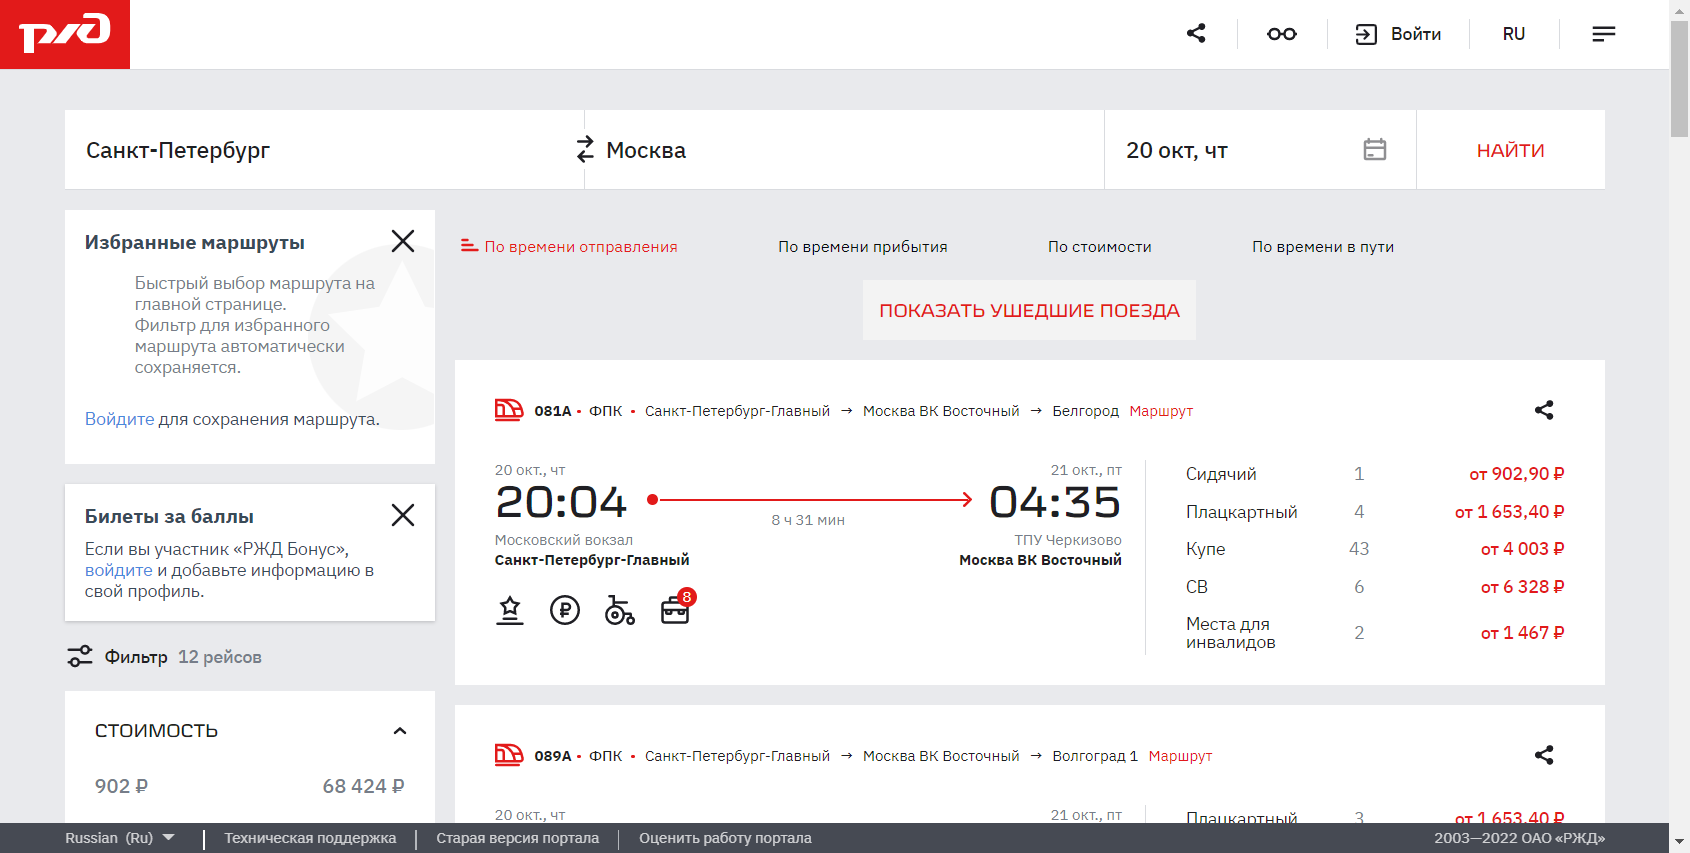 ржд
Войти
RU
Санкт-Петербург
Москва
20 окт, чт
НАЙТИ
Избранные маршруты
Быстрый выбор маршрута на
главной странице.
Фильтр для избранного
маршрута автоматически
сохраняется.
Войдите для сохранения маршрута.
Билеты за баллы
Если вы участник «РЖД Бонус»,
войдите и добавьте информацию в
свой профиль.
Фильтр 12 рейсов
СТОИМОСТЬ
902 ₽ 68 424 ₽
По времени отправления По времени прибытия По стоимости По времени в пути
ПОКАЗАТЬ УШЕДШИЕ ПОЕЗДА
081А • ФПК • Санкт-Петербург-Главный → Москва ВК Восточный → Белгород Маршрут
20 окт., чт 21 окт., пт
20:04 04:35
8 ч 31 мин
Московский вокзал ТПУ Черкизово
Санкт-Петербург-Главный Москва ВК Восточный
8
Сидячий 1 от 902,90 ₽
Плацкартный 4 от 1 653,40 ₽
Купе 43 от 4 003 ₽
СВ 6 от 6 328 ₽
Места для
инвалидов 2 от 1 467 ₽
089А • ФПК • Санкт-Петербург-Главный → Москва ВК Восточный → Волгоград 1 Маршрут
20 окт., чт 21 окт., пт
Плацкартный 3 от 1 653,40 ₽
Russian (Ru) Техническая поддержка Старая версия портала Оценить работу портала 2003—2022 ОАО «РЖД»